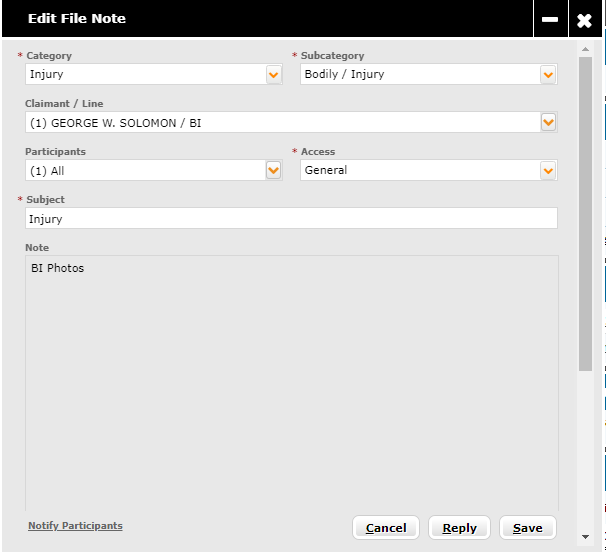 Edit File Note
* Category
* Subcategory
Injury
Bodily / Injury
Claimant / Line
(1) GEORGE W. SOLOMON / BI
Participants
* Access
(1) All
General
* Subject
Injury
Note
BI Photos
Notify Participants
Cancel
Reply
Save